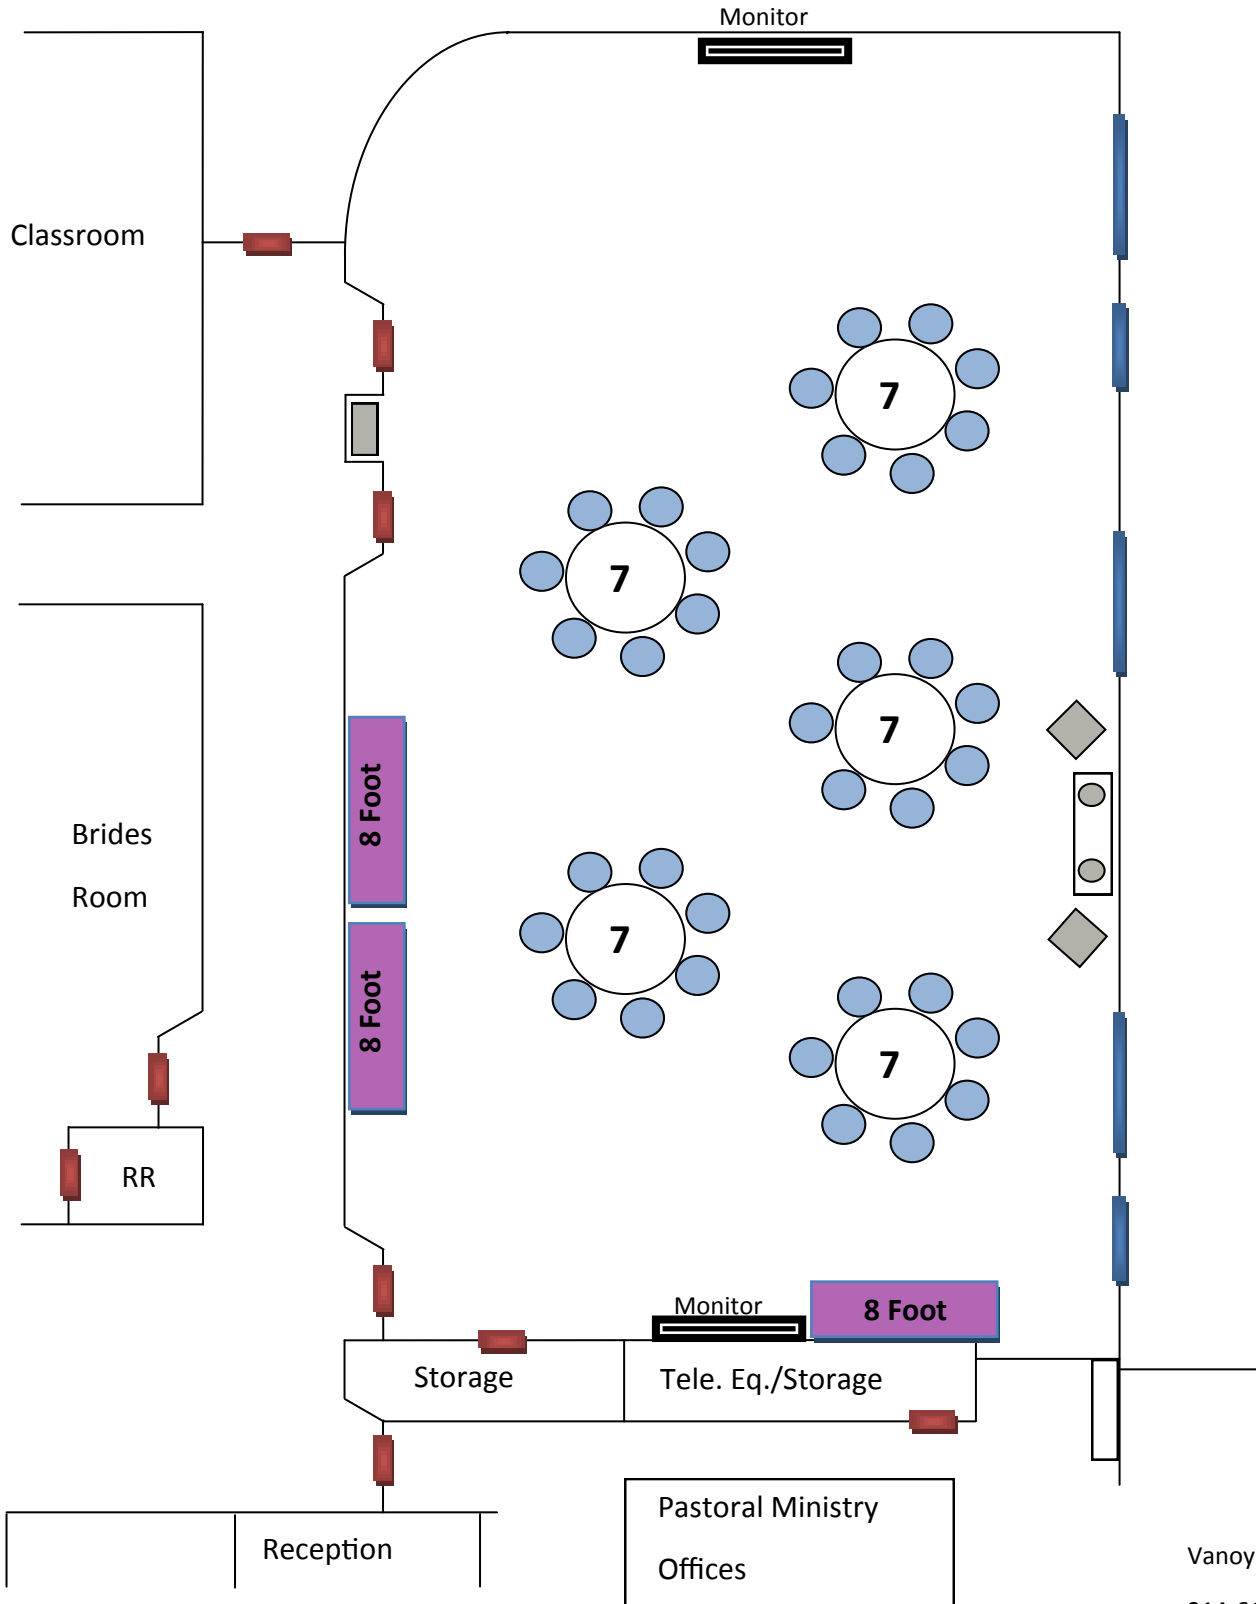 Monitor
Classroom
7
7
7
8 Foot
Brides
Room
7
8 Foot
7
RR
Monitor
8 Foot
Storage
Tele. Eq./Storage
Pastoral Ministry
Offices
Reception
Vanoy